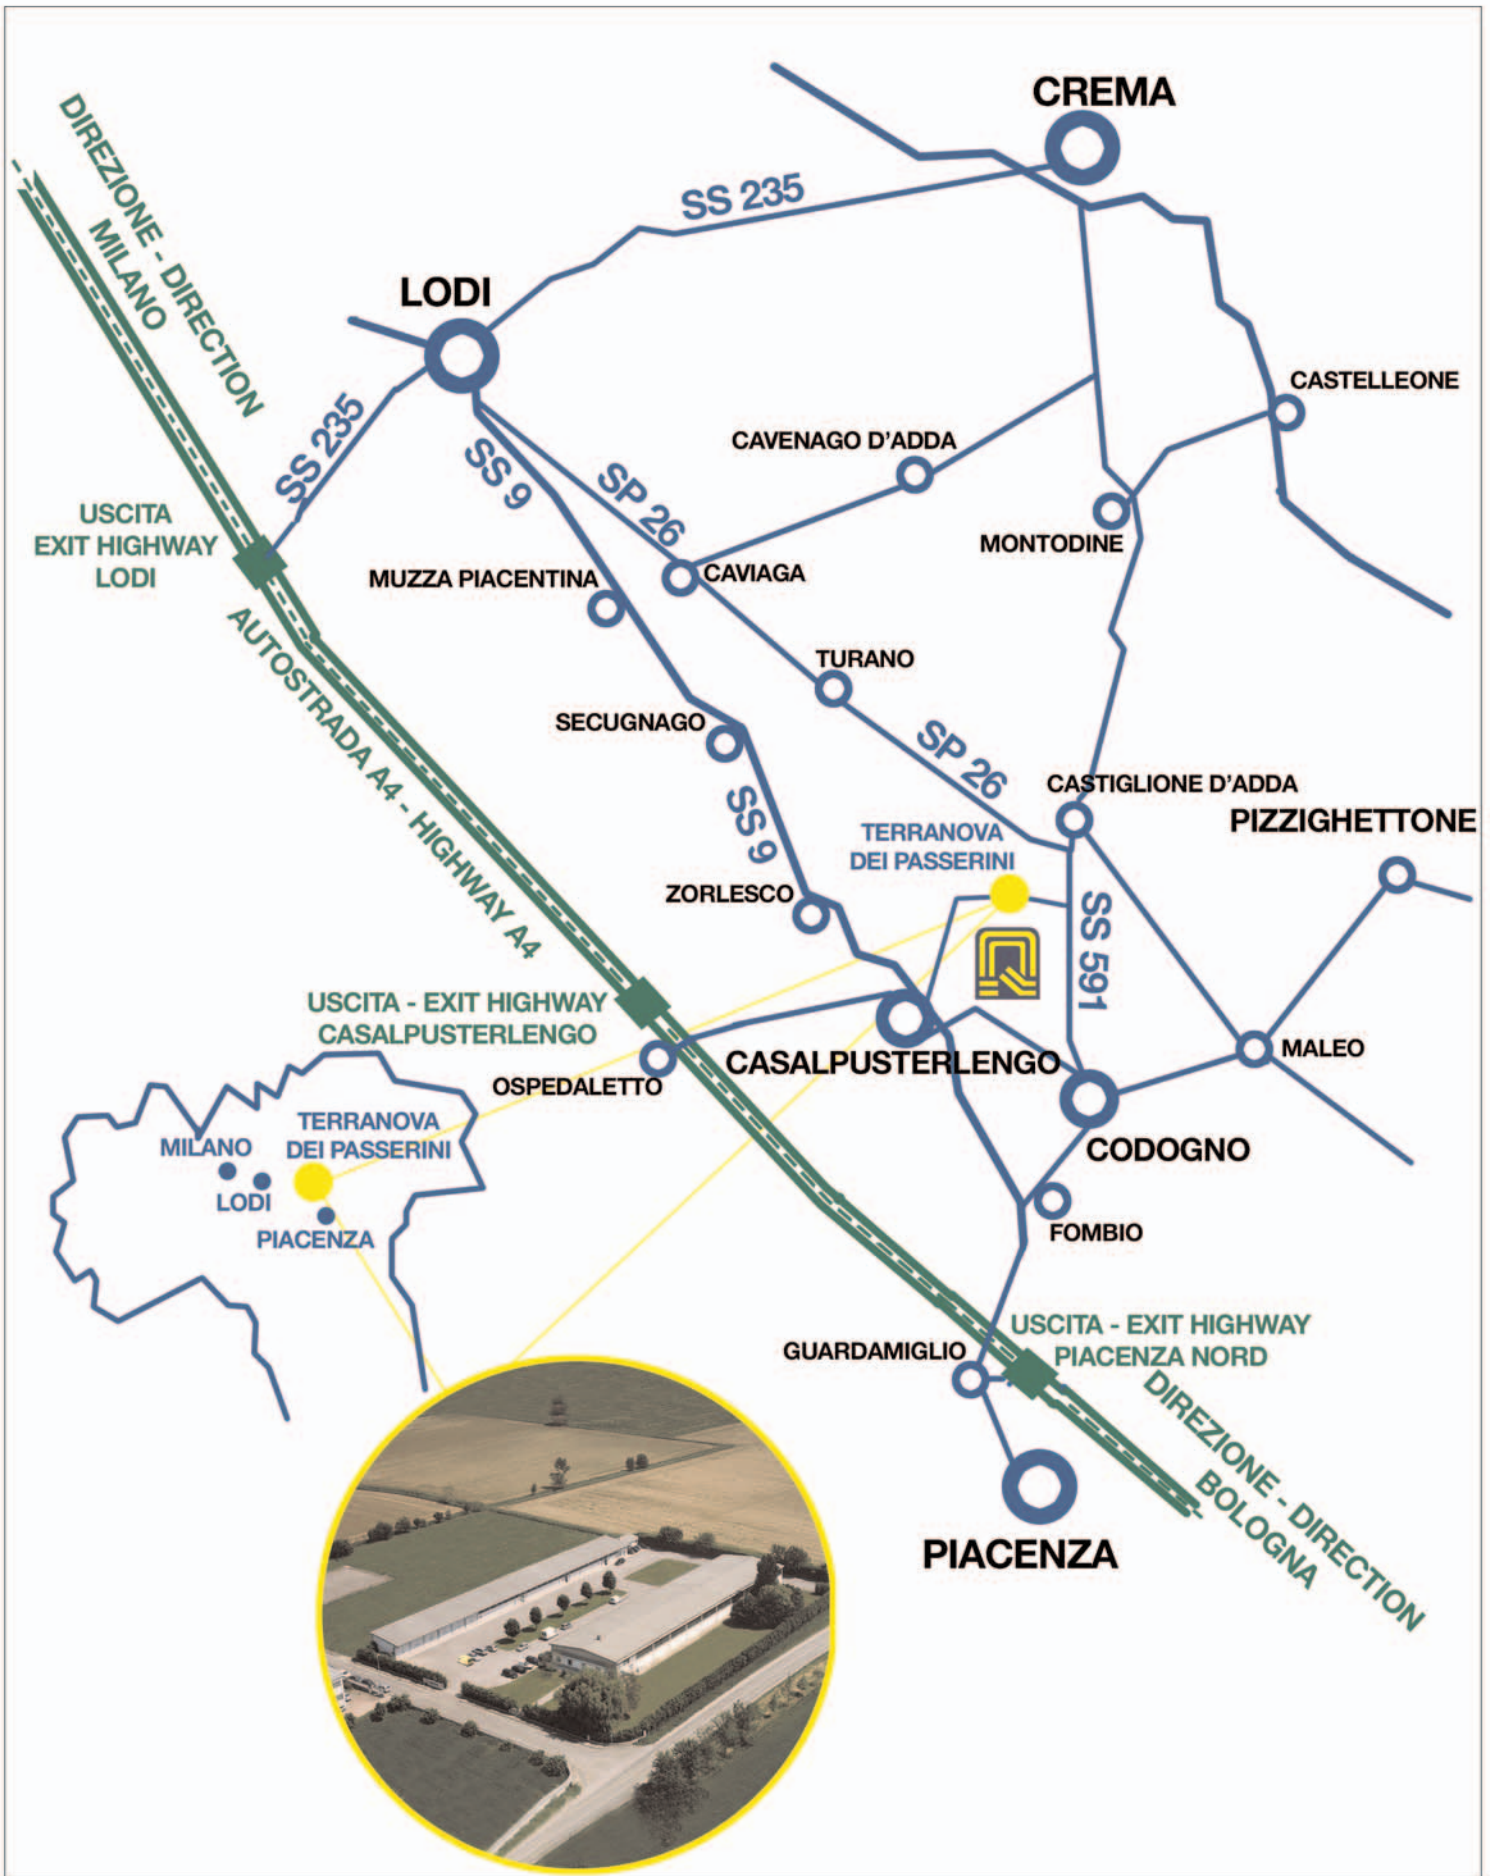 CREMA
DIREZIONE - DIRECTION
MILANO
SS 235
LODI
CASTELLEONE
SS 235
SS 9
CAVENAGO D'ADDA
SP 26
USCITA
EXIT HIGHWAY
LODI
MONTODINE
MUZZA PIACENTINA
CAVIAGA
AUTOSTRADA A4 - HIGHWAY A4
TURANO
SECUGNAGO
SP 26
CASTIGLIONE D'ADDA
SS 9
PIZZIGHETTONE
TERRANOVA
DEI PASSERINI
ZORLESCO
SS 591
USCITA - EXIT HIGHWAY
CASALPUSTERLENGO
CASALPUSTERLENGO
MALEO
OSPEDALETTO
CODOGNO
TERRANOVA
DEI PASSERINI
MILANO
LODI
PIACENZA
FOMBIO
USCITA - EXIT HIGHWAY
PIACENZA NORD
GUARDAMIGLIO
DIREZIONE - DIRECTION
BOLOGNA
PIACENZA